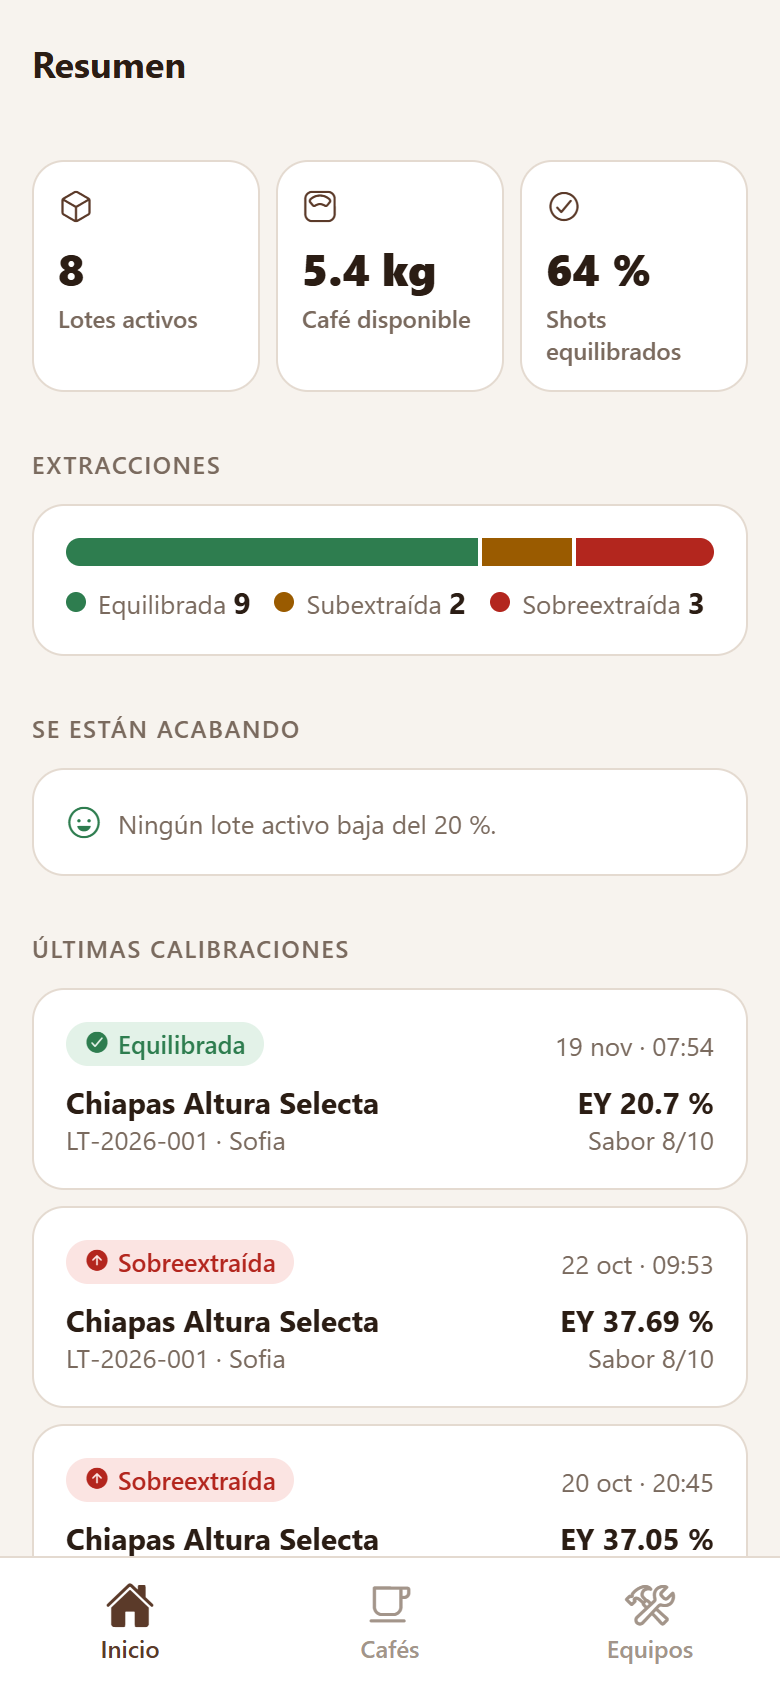 Resumen
8
Lotes activos
5.4 kg
Café disponible
64 %
Shots
equilibrados
EXTRACCIONES
Equilibrada 9 Subextraída 2 Sobreextraída 3
SE ESTÁN ACABANDO
Ningún lote activo baja del 20 %.
ÚLTIMAS CALIBRACIONES
Equilibrada 19 nov · 07:54
Chiapas Altura Selecta EY 20.7 %
LT-2026-001 · Sofia Sabor 8/10
Sobreextraída 22 oct · 09:53
Chiapas Altura Selecta EY 37.69 %
LT-2026-001 · Sofia Sabor 8/10
Sobreextraída 20 oct · 20:45
Chiapas Altura Selecta EY 37.05 %
Inicio Cafés Equipos